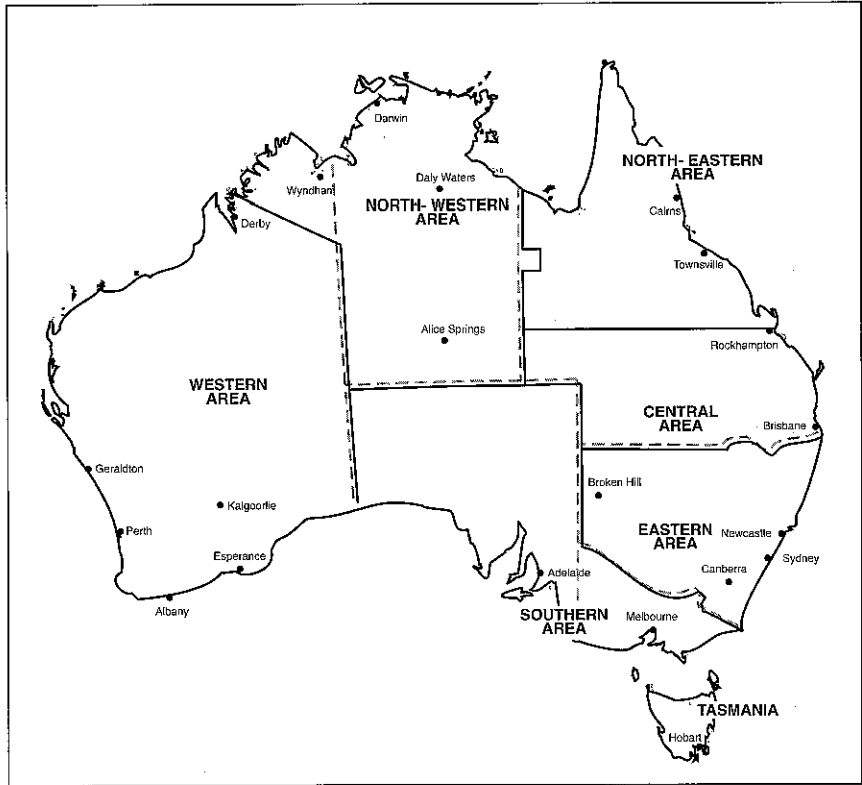 Darwin
NORTH- EASTERN
AREA
Wyndham
Daly Waters
NORTH- WESTERN
AREA
Cairns
Derby
Townsville
Alice Springs
Rockhampton
WESTERN
AREA
CENTRAL
AREA
Brisbane
Geraldton
Broken Hill
Kalgoorlie
Perth
EASTERN
AREA
Newcastle
Sydney
Esperance
Adelaide
Canberra
Albany
SOUTHERN
AREA
Melbourne
TASMANIA
Hobart